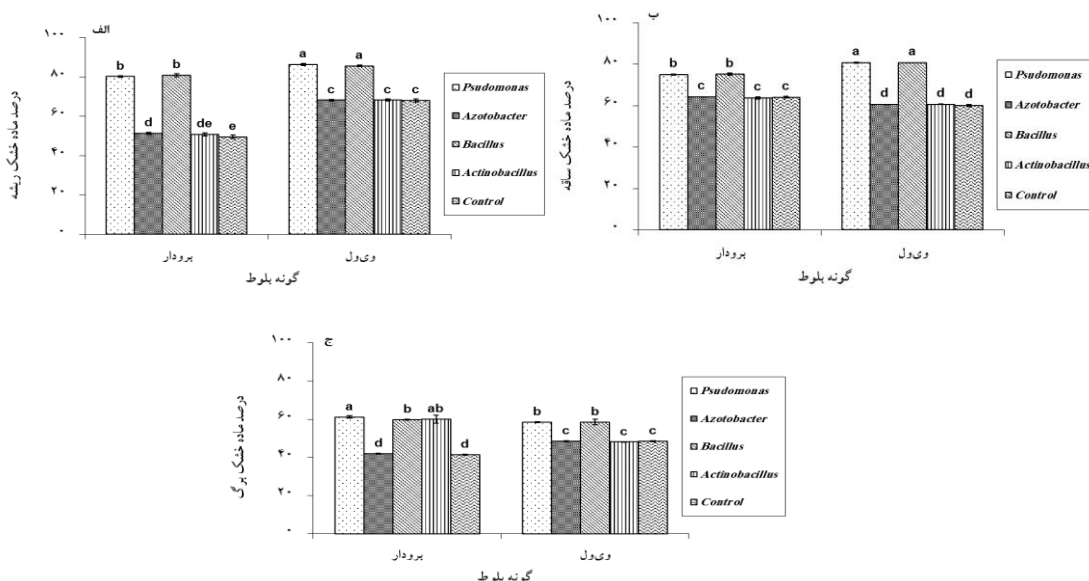 الف
درصد ماده خشک ریشه
۱۰۰
۸۰
۶۰
۴۰
۲۰
۰
b
d
b
de
e
a
c
a
c
c
برودار
وی‌ول
گونه بلوط
Psudomonas
Azotobacter
Bacillus
Actinobacillus
Control
ب
درصد ماده خشک ساقه
۱۰۰
۸۰
۶۰
۴۰
۲۰
۰
b
c
b
c
c
a
d
a
d
d
برودار
وی‌ول
گونه بلوط
Psudomonas
Azotobacter
Bacillus
Actinobacillus
Control
ج
درصد ماده خشک برگ
۱۰۰
۸۰
۶۰
۴۰
۲۰
۰
a
d
b
ab
d
b
c
b
c
c
برودار
وی‌ول
گونه بلوط
Psudomonas
Azotobacter
Bacillus
Actinobacillus
Control